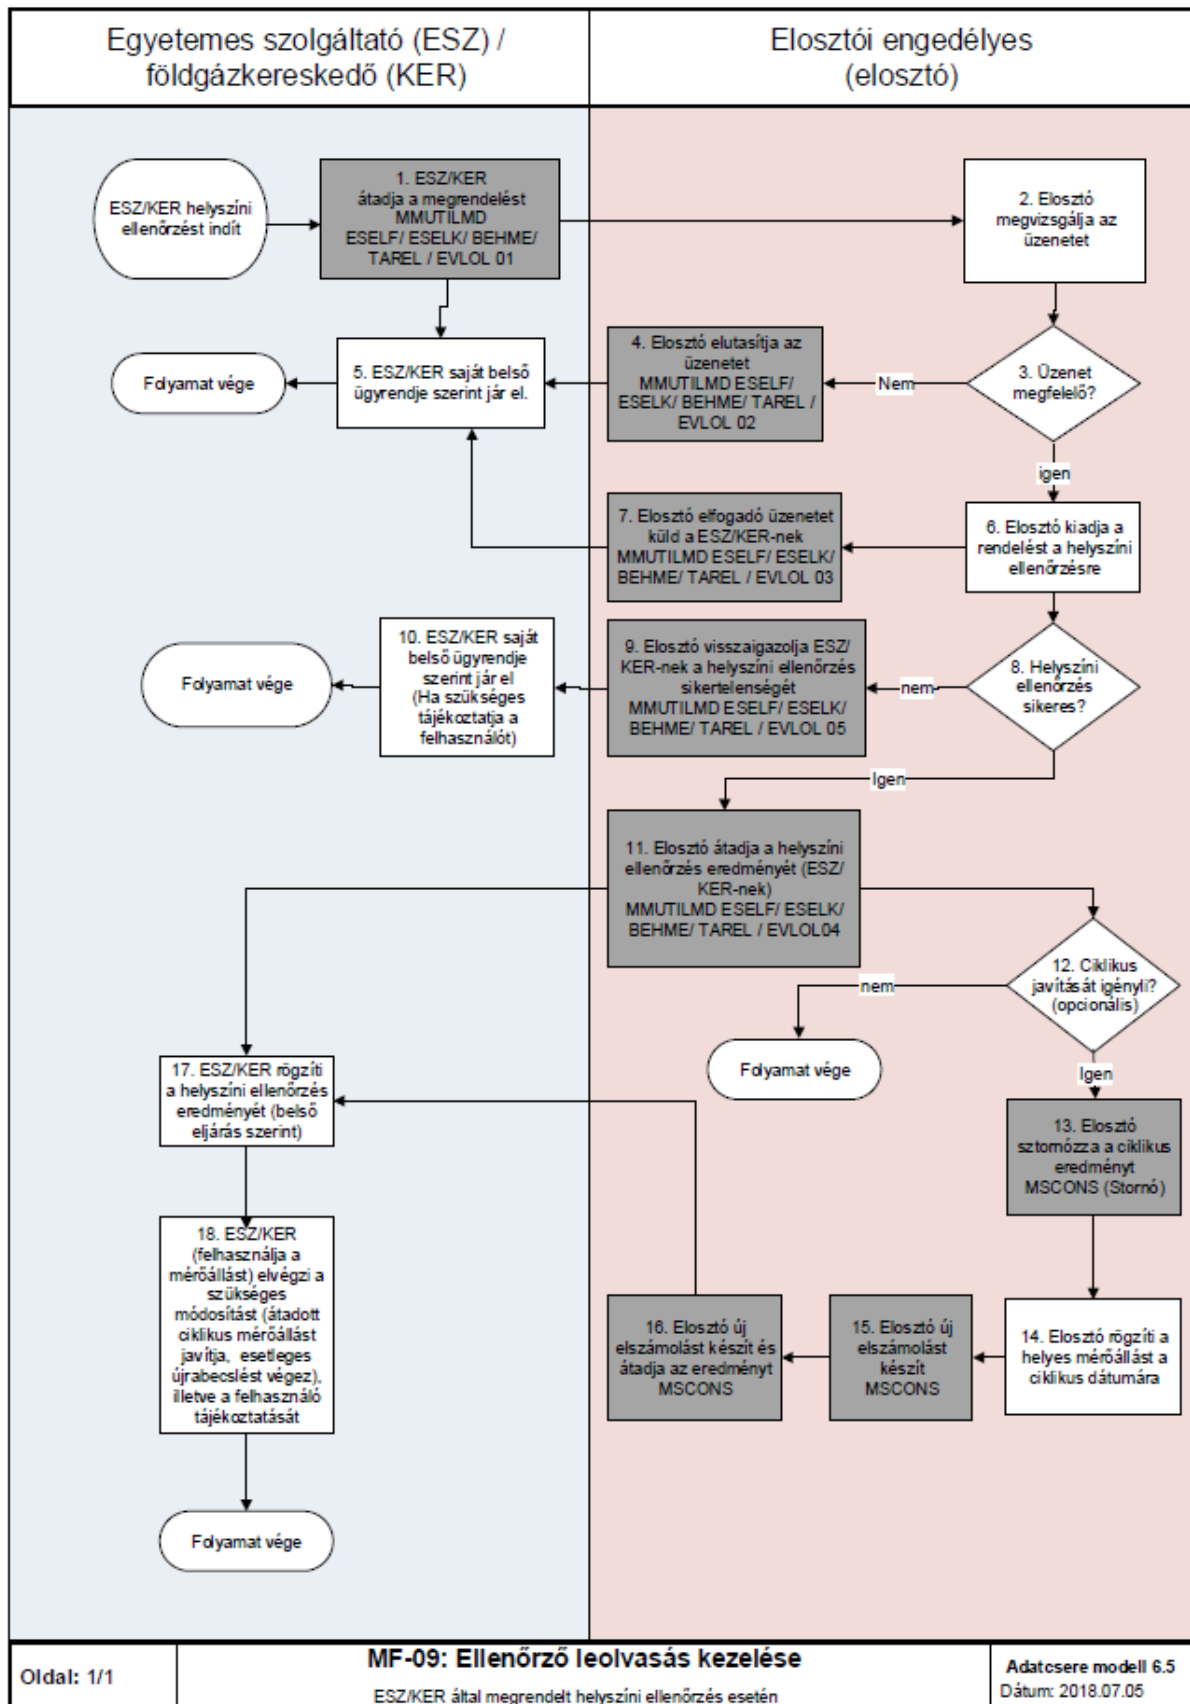 Egyetemes szolgáltató (ESZ) /
földgázkereskedő (KER)
Elosztói engedélyes
(elosztó)
ESZ/KER helyszíni
ellenőrzést indít
1. ESZ/KER
átadja a megrendelést
MMUTILMD
ESELF/ ESELK/ BEHME/
TAREL / EVLOL 01
2. Elosztó
megvizsgálja az
üzenetet
Folyamat vége
5. ESZ/KER saját belső
ügyrendje szerint jár el.
4. Elosztó elutasítja az
üzenetet
MMUTILMD ESELF/
ESELK/ BEHME/ TAREL /
EVLOL 02
Nem
3. Üzenet
megfelelő?
igen
7. Elosztó elfogadó üzenetet
küld a ESZ/KER-nek
MMUTILMD ESELF/ ESELK/
BEHME/ TAREL / EVLOL 03
6. Elosztó kiadja a
rendelést a helyszíni
ellenőrzésre
Folyamat vége
10. ESZ/KER saját
belső ügyrendje
szerint jár el
(Ha szükséges
tájékoztatja a
felhasználót)
9. Elosztó visszaigazolja ESZ/
KER-nek a helyszíni ellenőrzés
sikertelenségét
MMUTILMD ESELF/ ESELK/
BEHME/ TAREL / EVLOL 05
nem
8. Helyszíni
ellenőrzés
sikeres?
Igen
11. Elosztó átadja a helyszíni
ellenőrzés eredményét (ESZ/
KER-nek)
MMUTILMD ESELF/ ESELK/
BEHME/ TAREL / EVLOL04
12. Ciklikus
javítását igényli?
(opcionális)
nem
Folyamat vége
Igen
17. ESZ/KER rögzíti
a helyszíni ellenőrzés
eredményét (belső
eljárás szerint)
13. Elosztó
sztornózza a ciklikus
eredményt
MSCONS (Stornó)
18. ESZ/KER
(felhasználja a
mérőállást) elvégzi a
szükséges
módosítást (átadott
ciklikus mérőállást
javítja, esetleges
újrabecslést végez),
illetve a felhasználó
tájékoztatását
16. Elosztó új
elszámolást készít és
átadja az eredményt
MSCONS
15. Elosztó új
elszámolást
készít
MSCONS
14. Elosztó rögzíti a
helyes mérőállást a
ciklikus dátumára
Folyamat vége
Oldal: 1/1
MF-09: Ellenőrző leolvasás kezelése
ESZ/KER által megrendelt helyszíni ellenőrzés esetén
Adatcsere modell 6.5
Dátum: 2018.07.05